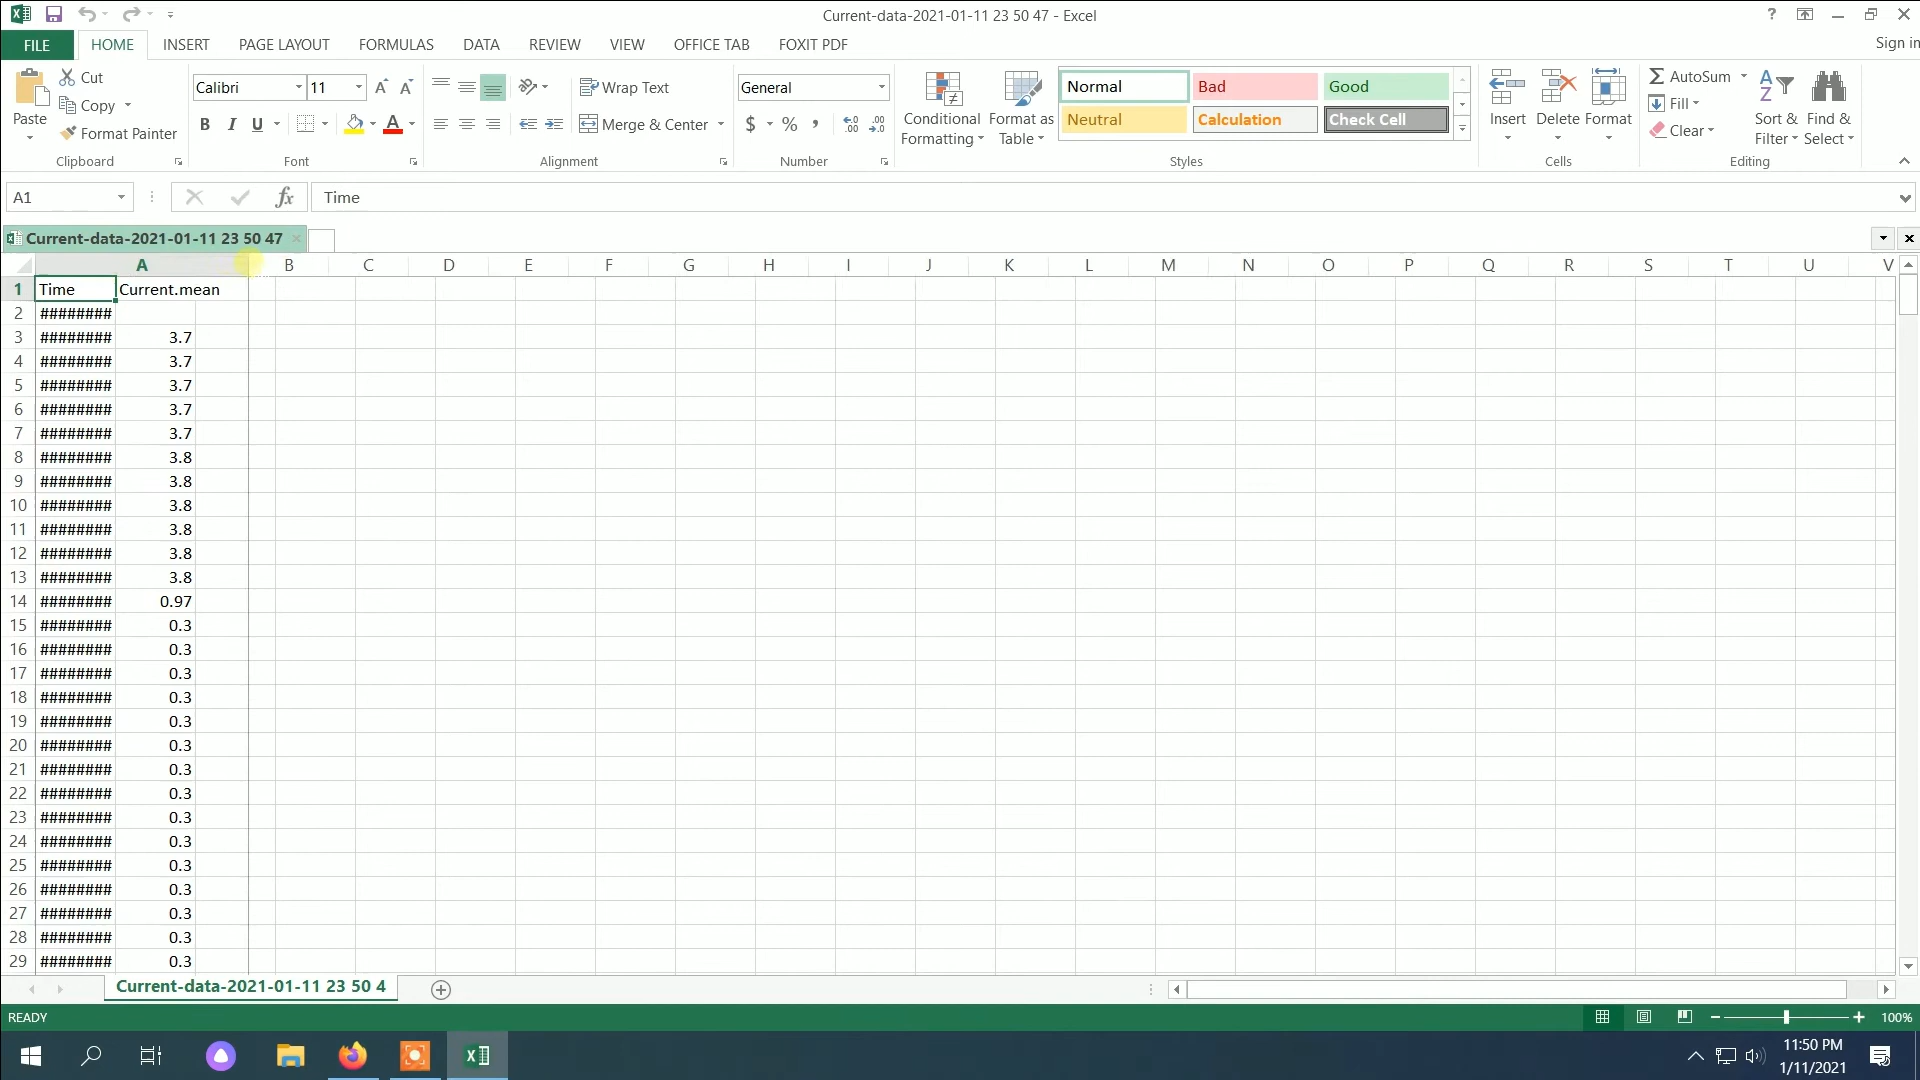 Current-data-2021-01-11 23 50 47 - Excel
?
FILE HOME INSERT PAGE LAYOUT FORMULAS DATA REVIEW VIEW OFFICE TAB FOXIT PDF Sign in
Paste
Cut
Copy
Format Painter
Clipboard
Calibri 11
B I U
Font
Wrap Text
Merge & Center
Alignment
General
$ % ,
Number
Conditional Formatting
Format as Table
Normal Bad Good
Neutral Calculation Check Cell
Styles
Insert Delete Format
Cells
AutoSum
Fill
Clear
Sort & Filter
Find & Select
Editing
A1 fx Time
Current-data-2021-01-11 23 50 47
A B C D E F G H I J K L M N O P Q R S T U V
1 Time Current.mean
2 ########
3 ######## 3.7
4 ######## 3.7
5 ######## 3.7
6 ######## 3.7
7 ######## 3.7
8 ######## 3.8
9 ######## 3.8
10 ######## 3.8
11 ######## 3.8
12 ######## 3.8
13 ######## 3.8
14 ######## 0.97
15 ######## 0.3
16 ######## 0.3
17 ######## 0.3
18 ######## 0.3
19 ######## 0.3
20 ######## 0.3
21 ######## 0.3
22 ######## 0.3
23 ######## 0.3
24 ######## 0.3
25 ######## 0.3
26 ######## 0.3
27 ######## 0.3
28 ######## 0.3
29 ######## 0.3
Current-data-2021-01-11 23 50 4
READY 100%
11:50 PM
1/11/2021